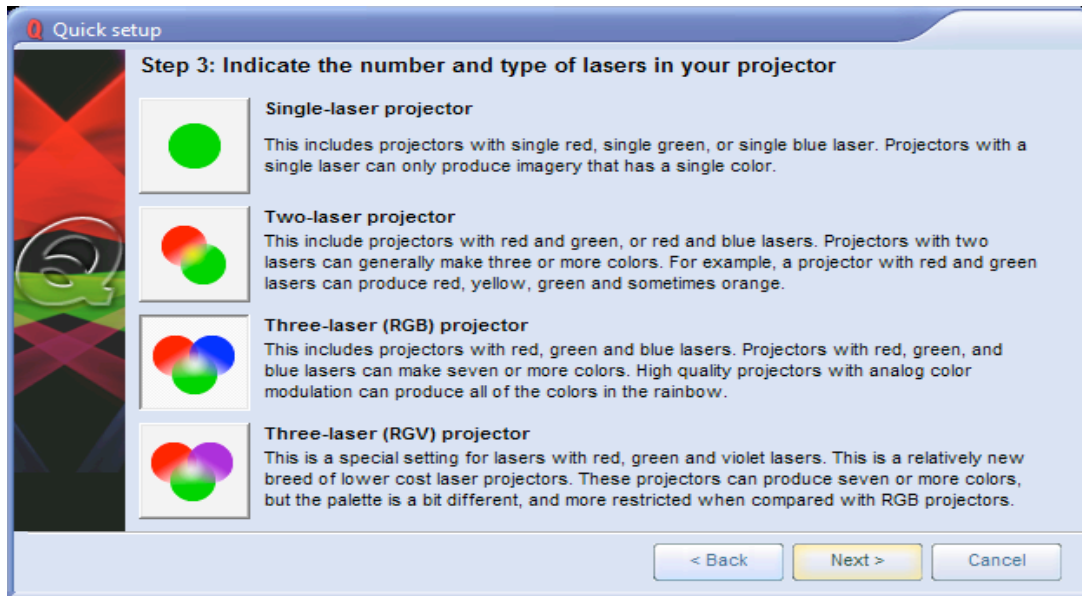 Quick setup
Step 3: Indicate the number and type of lasers in your projector
Single-laser projector
This includes projectors with single red, single green, or single blue laser. Projectors with a
single laser can only produce imagery that has a single color.
Two-laser projector
This include projectors with red and green, or red and blue lasers. Projectors with two
lasers can generally make three or more colors. For example, a projector with red and green
lasers can produce red, yellow, green and sometimes orange.
Three-laser (RGB) projector
This includes projectors with red, green and blue lasers. Projectors with red, green, and
blue lasers can make seven or more colors. High quality projectors with analog color
modulation can produce all of the colors in the rainbow.
Three-laser (RGV) projector
This is a special setting for lasers with red, green and violet lasers. This is a relatively new
breed of lower cost laser projectors. These projectors can produce seven or more colors,
but the palette is a bit different, and more restricted when compared with RGB projectors.
< Back
Next >
Cancel